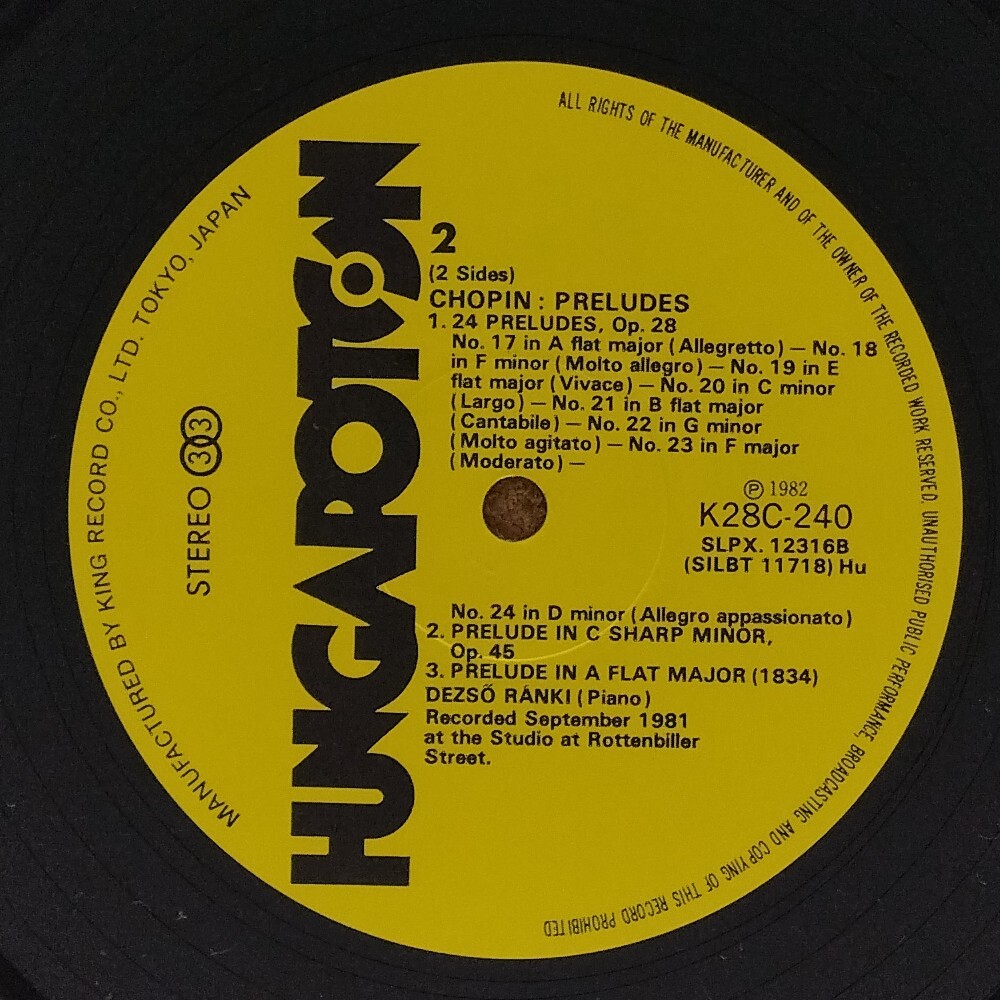 HUNGAROTON
2
(2 Sides)
CHOPIN : PRELUDES
1. 24 PRELUDES, Op. 28
No. 17 in A flat major (Allegretto) — No. 18
in F minor (Molto allegro) — No. 19 in E
flat major (Vivace) — No. 20 in C minor
(Largo) — No. 21 in B flat major
(Cantabile) — No. 22 in G minor
(Molto agitato) — No. 23 in F major
(Moderato) —
Ⓟ 1982
K28C-240
SLPX. 12316B
(SILBT 11718) Hu
No. 24 in D minor (Allegro appassionato)
2. PRELUDE IN C SHARP MINOR,
Op. 45
3. PRELUDE IN A FLAT MAJOR (1834)
DEZSŐ RÁNKI (Piano)
Recorded September 1981
at the Studio at Rottenbiller
Street.
STEREO 33
MANUFACTURED BY KING RECORD CO., LTD. TOKYO, JAPAN
ALL RIGHTS OF THE MANUFACTURER AND OF THE OWNER OF THE RECORDED WORK RESERVED. UNAUTHORISED PUBLIC PERFORMANCE, BROADCASTING AND COPYING OF THIS RECORD PROHIBITED